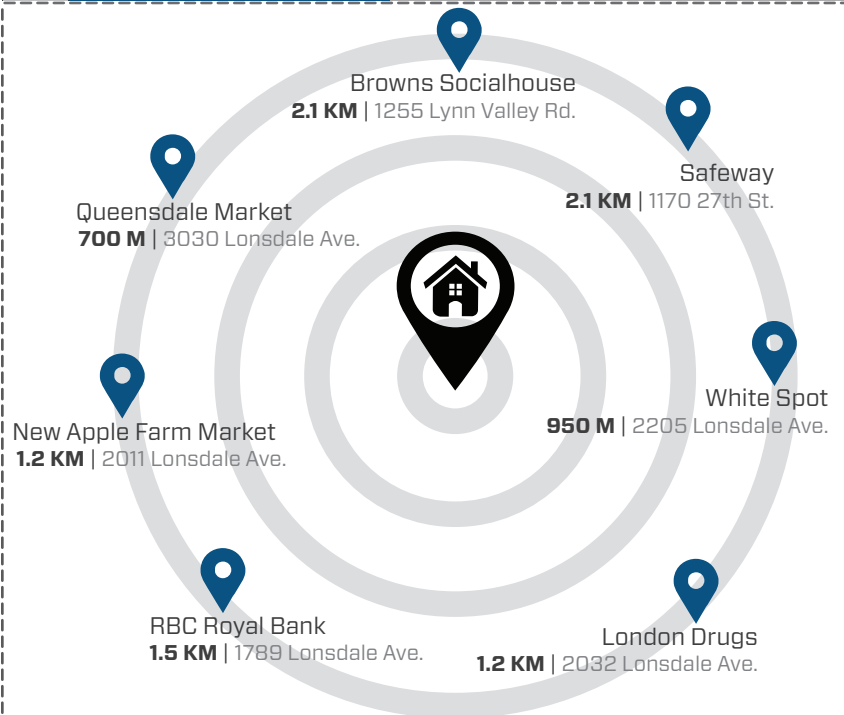 Browns Socialhouse
2.1 KM | 1255 Lynn Valley Rd.
Safeway
2.1 KM | 1170 27th St.
Queensdale Market
700 M | 3030 Lonsdale Ave.
White Spot
950 M | 2205 Lonsdale Ave.
New Apple Farm Market
1.2 KM | 2011 Lonsdale Ave.
RBC Royal Bank
1.5 KM | 1789 Lonsdale Ave.
London Drugs
1.2 KM | 2032 Lonsdale Ave.